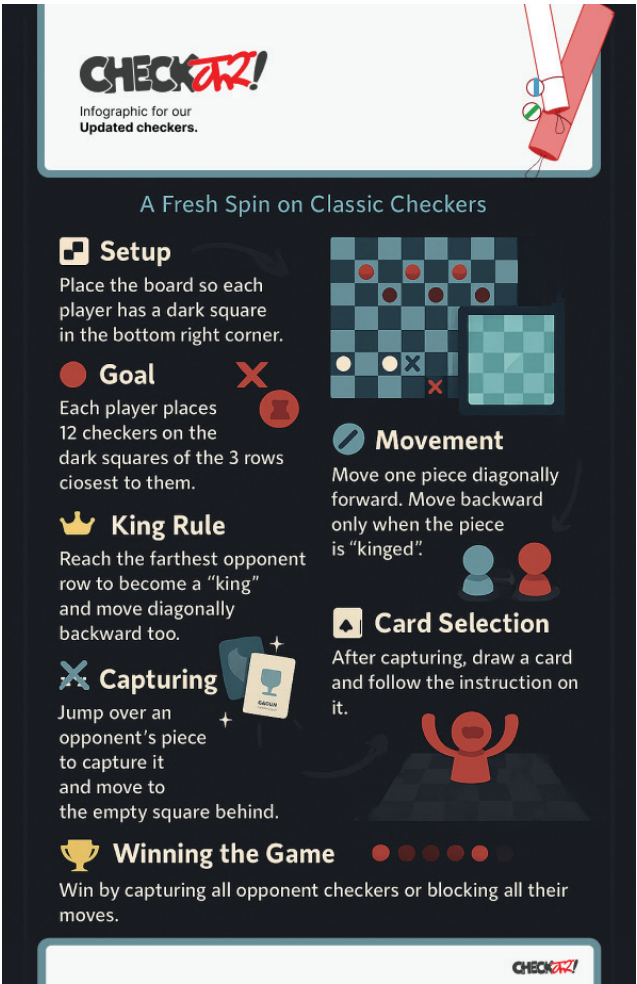 CHECK
Infographic for our
Updated checkers.
A Fresh Spin on Classic Checkers
Setup
Place the board so each
player has a dark square
in the bottom right corner.
Goal
Each player places
12 checkers on the
dark squares of the 3 rows
closest to them.
King Rule
Reach the farthest opponent
row to become a “king”
and move diagonally
backward too.
Capturing
Jump over an
opponent’s piece
to capture it
and move to
the empty square behind.
Movement
Move one piece diagonally
forward. Move backward
only when the piece
is “kinged”.
Card Selection
After capturing, draw a card
and follow the instruction on
it.
Winning the Game
Win by capturing all opponent checkers or blocking all their
moves.
CHECK